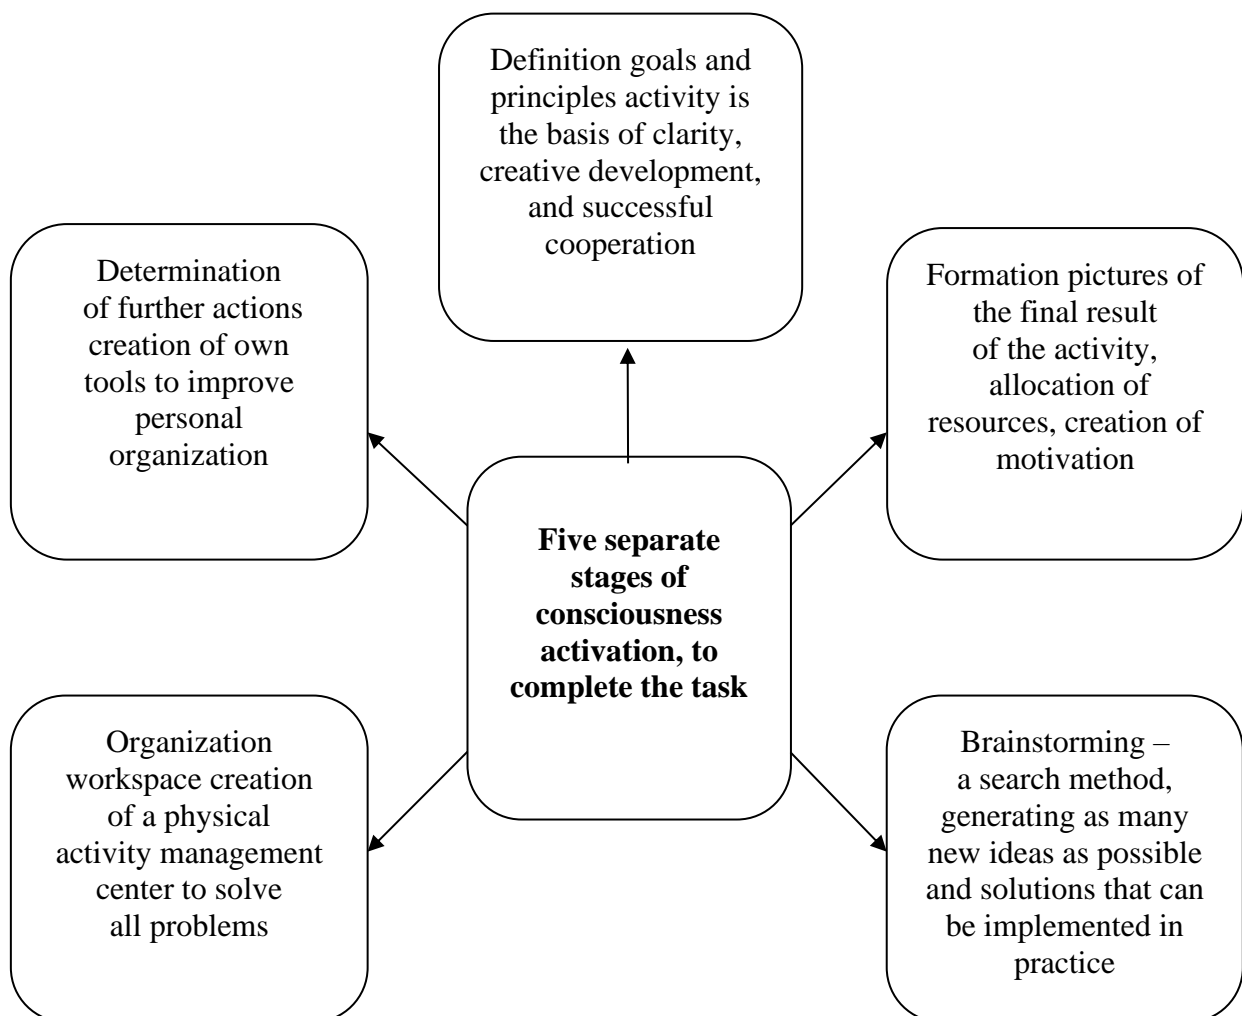 Definition goals and
principles activity is
the basis of clarity,
creative development,
and successful
cooperation
Determination
of further actions
creation of own
tools to improve
personal
organization
Formation pictures of
the final result
of the activity,
allocation of
resources, creation of
motivation
Five separate
stages of
consciousness
activation, to
complete the task
Organization
workspace creation
of a physical
activity management
center to solve
all problems
Brainstorming –
a search method,
generating as many
new ideas as possible
and solutions that can
be implemented in
practice